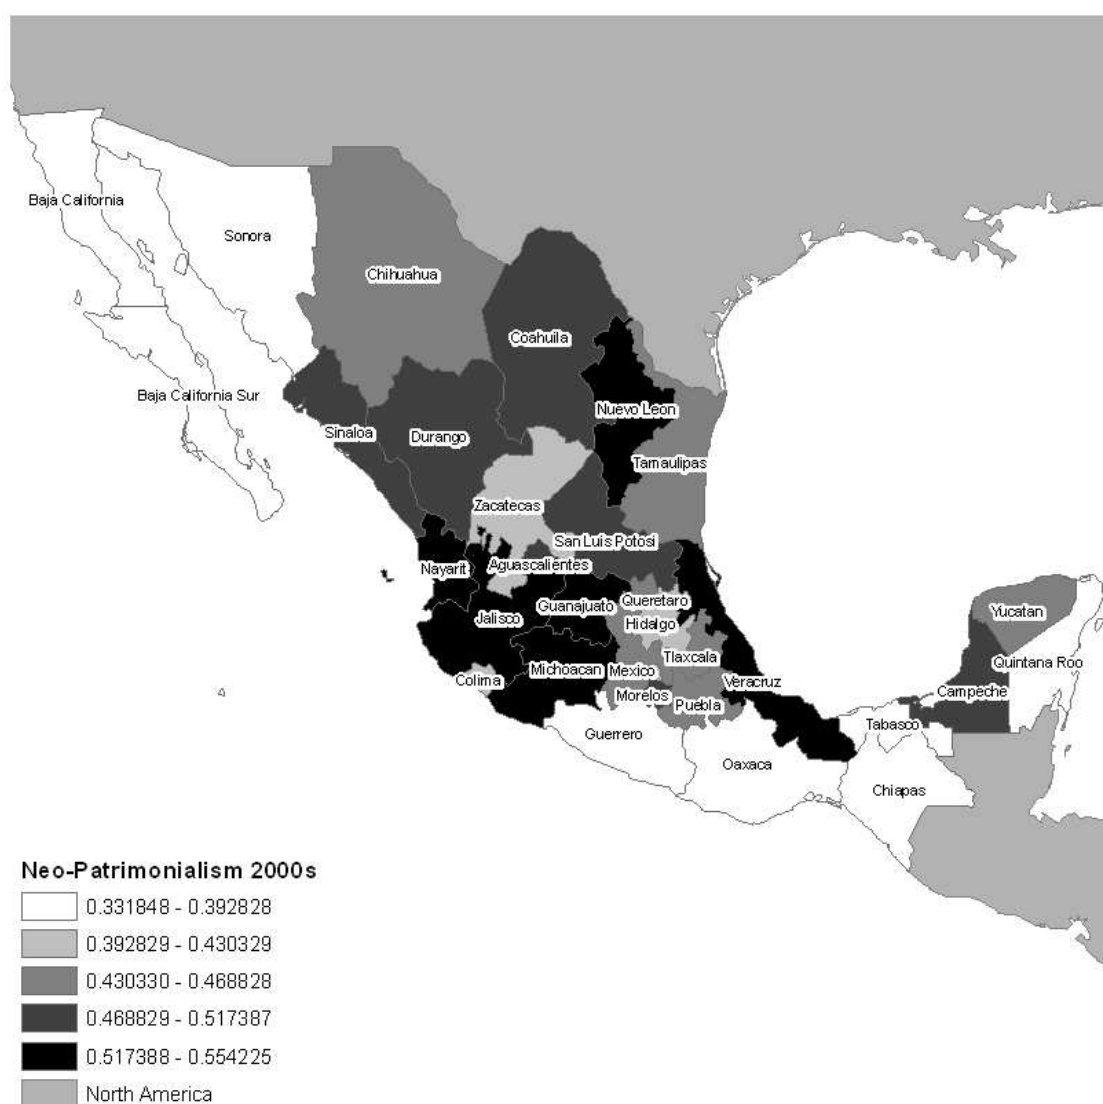 Baja California
Sonora
Chihuahua
Coahuila
Baja California Sur
Nuevo Leon
Sinaloa
Durango
Tamaulipas
Zacatecas
San Luis Potosi
Nayarit
Aguascalientes
Guanajuato
Queretaro
Yucatan
Jalisco
Hidalgo
Tlaxcala
Quintana Roo
Michoacan
Mexico
Colima
Veracruz
Campeche
Morelos
Puebla
Tabasco
Guerrero
Oaxaca
Chiapas
Neo-Patrimonialism 2000s
0.331848 - 0.392828
0.392829 - 0.430329
0.430330 - 0.468828
0.468829 - 0.517387
0.517388 - 0.554225
North America